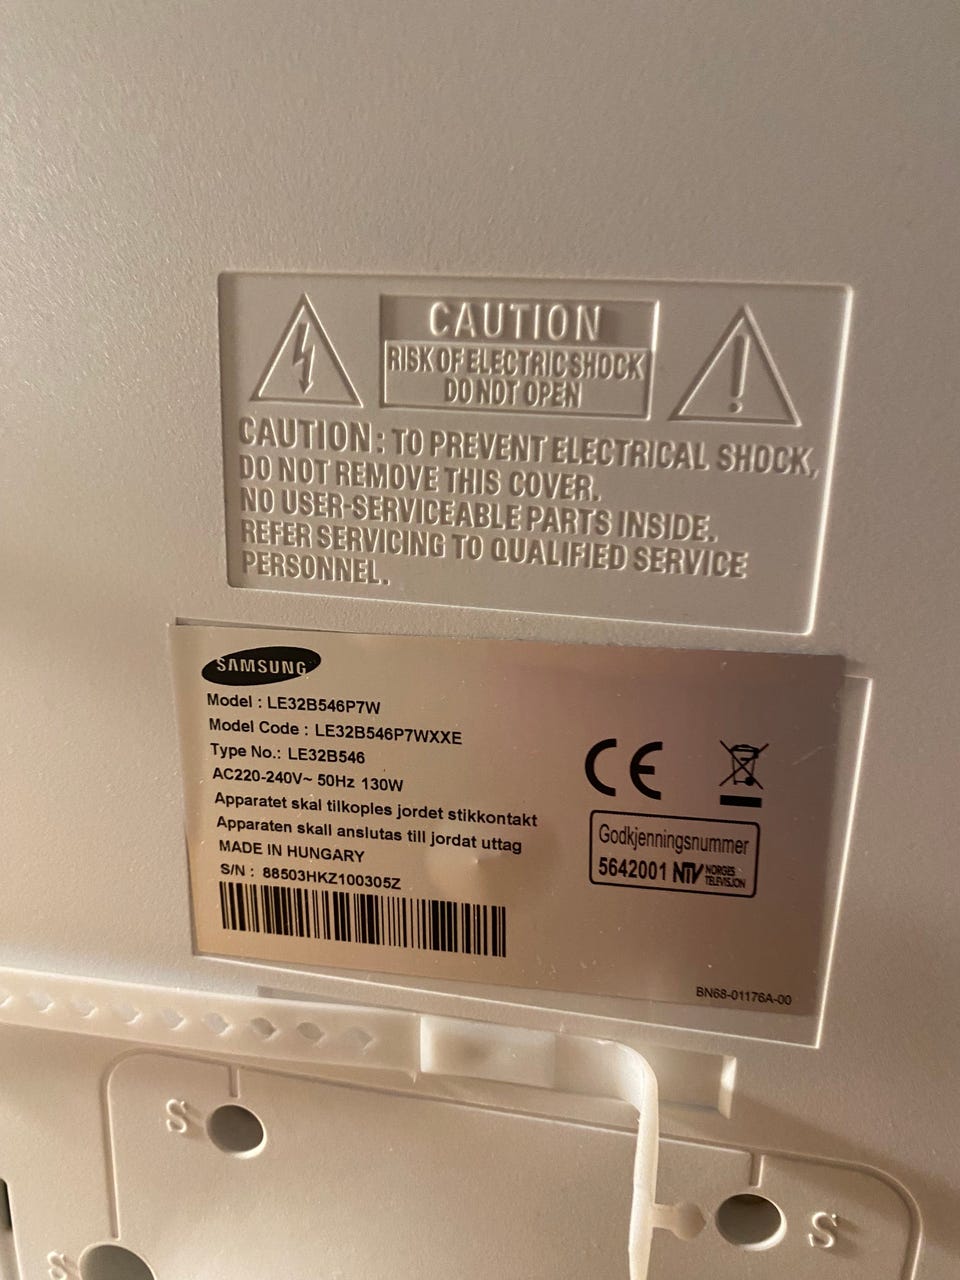 CAUTION
RISK OF ELECTRIC SHOCK
DO NOT OPEN
CAUTION : TO PREVENT ELECTRICAL SHOCK,
DO NOT REMOVE THIS COVER.
NO USER-SERVICEABLE PARTS INSIDE.
REFER SERVICING TO QUALIFIED SERVICE
PERSONNEL.
SAMSUNG
Model : LE32B546P7W
Model Code : LE32B546P7WXXE
Type No.: LE32B546
AC220-240V~ 50Hz 130W
Apparatet skal tilkoples jordet stikkontakt
Apparaten skall anslutas till jordat uttag
MADE IN HUNGARY
S/N : 88503HKZ100305Z
CE
Godkjenningsnummer
5642001 NTV NORGES
TELEVISJON
BN68-01176A-00
S
S
S